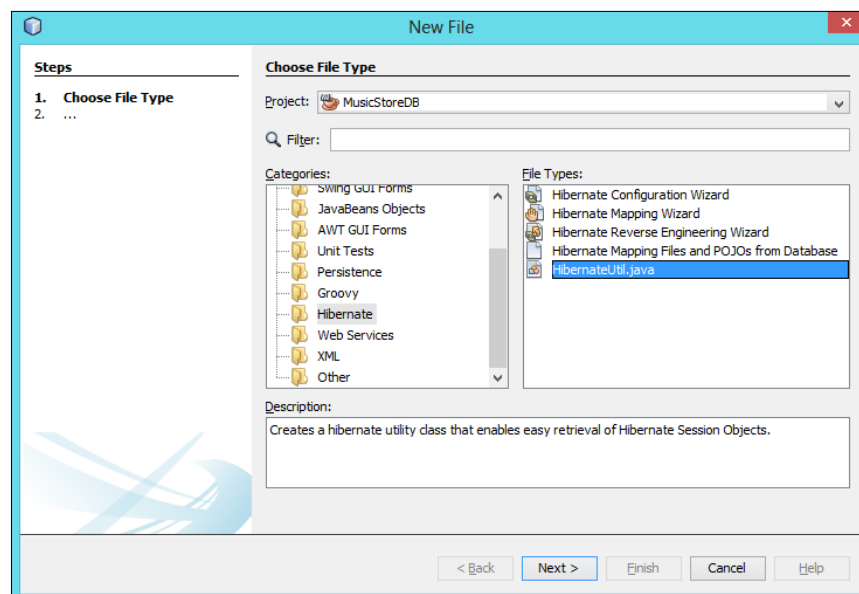 New File
Steps
1. Choose File Type
2. ...
Choose File Type
Project: MusicStoreDB
Filter:
Categories:
Swing GUI Forms
JavaBeans Objects
AWT GUI Forms
Unit Tests
Persistence
Groovy
Hibernate
Web Services
XML
Other
File Types:
Hibernate Configuration Wizard
Hibernate Mapping Wizard
Hibernate Reverse Engineering Wizard
Hibernate Mapping Files and POJOs from Database
HibernateUtil.java
Description:
Creates a hibernate utility class that enables easy retrieval of Hibernate Session Objects.
< Back Next > Finish Cancel Help